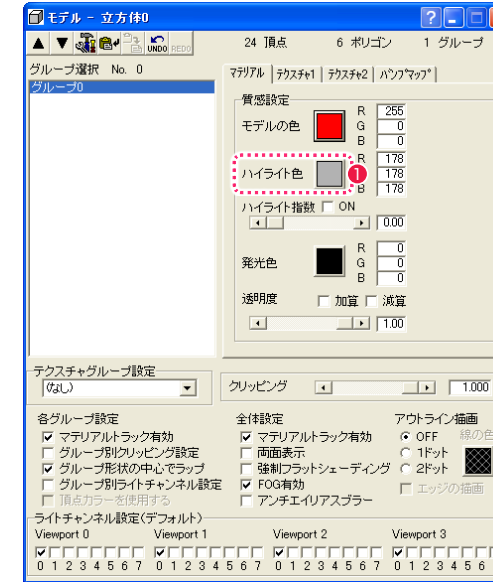 モデル - 立方体0
UNDO REDO 24 頂点 6 ポリゴン 1 グループ
グループ選択 No. 0
グループ0
マテリアル テクスチャ1 テクスチャ2 バンプマップ
質感設定
モデルの色 R 255
G 0
B 0
ハイライト色 1 R 178
G 178
B 178
ハイライト指数 ON
0.00
発光色 R 0
G 0
B 0
透明度 加算 減算
1.00
テクスチャグループ設定
(なし)
クリッピング 1.000
各グループ設定
マテリアルトラック有効
グループ別クリッピング設定
グループ形状の中心でラップ
グループ別ライトチャンネル設定
頂点カラーを使用する
全体設定
マテリアルトラック有効
両面表示
強制フラットシェーディング
FOG有効
アンチエイリアスブラー
アウトライン描画
OFF 線の色
1ドット
2ドット
エッジの描画
ライトチャンネル設定(デフォルト)
Viewport 0 Viewport 1 Viewport 2 Viewport 3
0 1 2 3 4 5 6 7 0 1 2 3 4 5 6 7 0 1 2 3 4 5 6 7 0 1 2 3 4 5 6